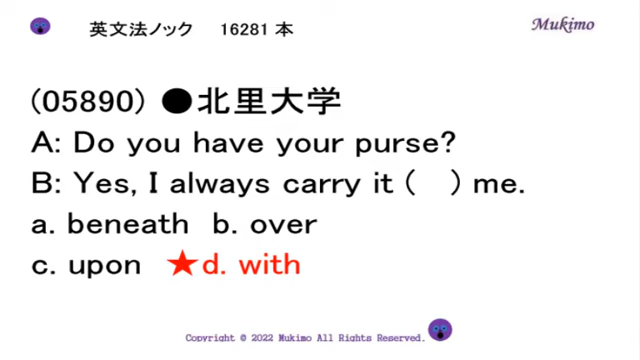 英文法ノック 16281 本
Mukimo
(05890) ●北里大学
A: Do you have your purse?
B: Yes, I always carry it ( ) me.
a. beneath b. over
c. upon ★d. with
Copyright © 2022 Mukimo All Rights Reserved.